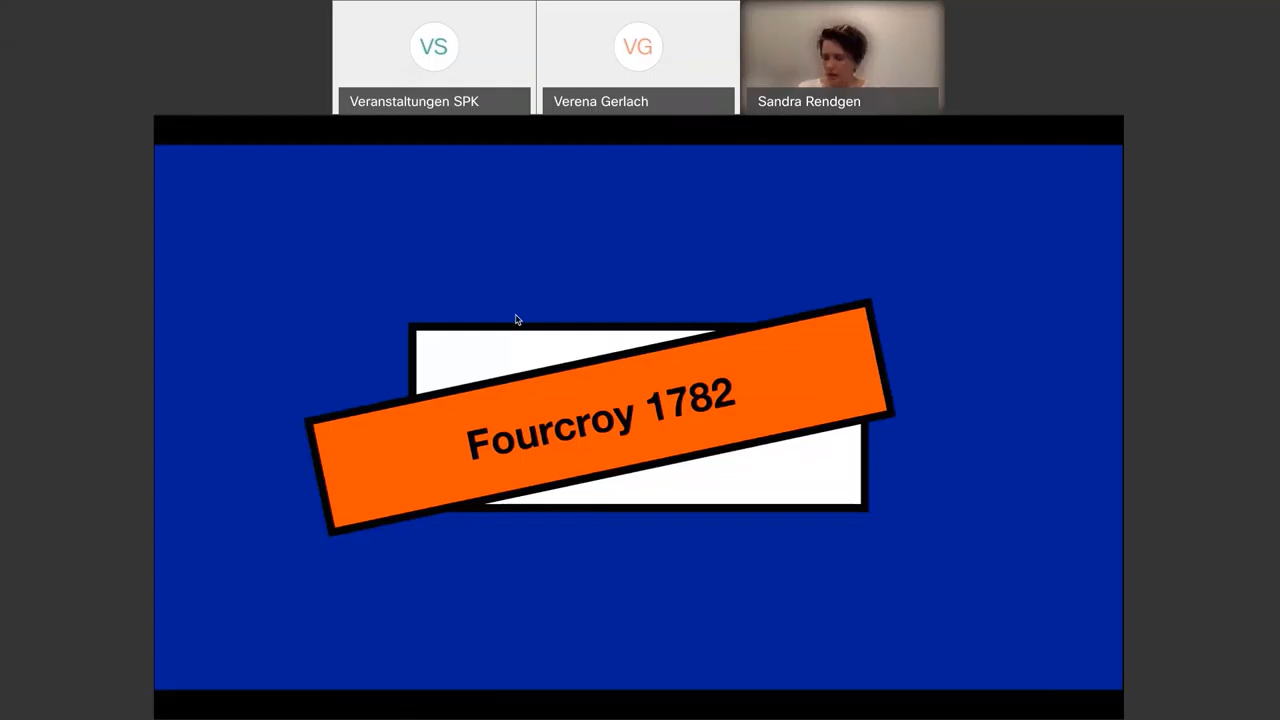 VS
VG
Veranstaltungen SPK
Verena Gerlach
Sandra Rendgen
Fourcroy 1782